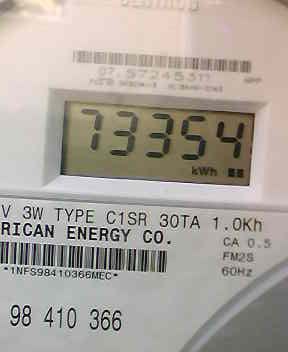 73354
kWh
V 3W TYPE C1SR 30TA 1.0Kh
RICAN ENERGY CO.
CA 0.5
FM2S
*1NFS98410366MEC*
60Hz
98 410 366